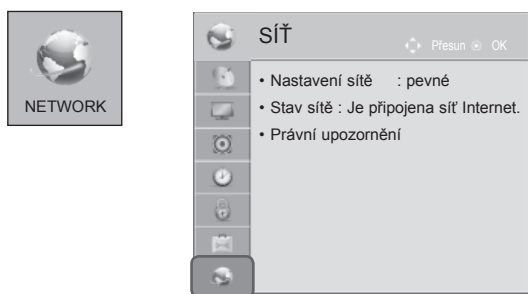 NETWORK
SÍŤ
Přesun OK
• Nastavení sítě : pevné
• Stav sítě : Je připojena síť Internet.
• Právní upozornění